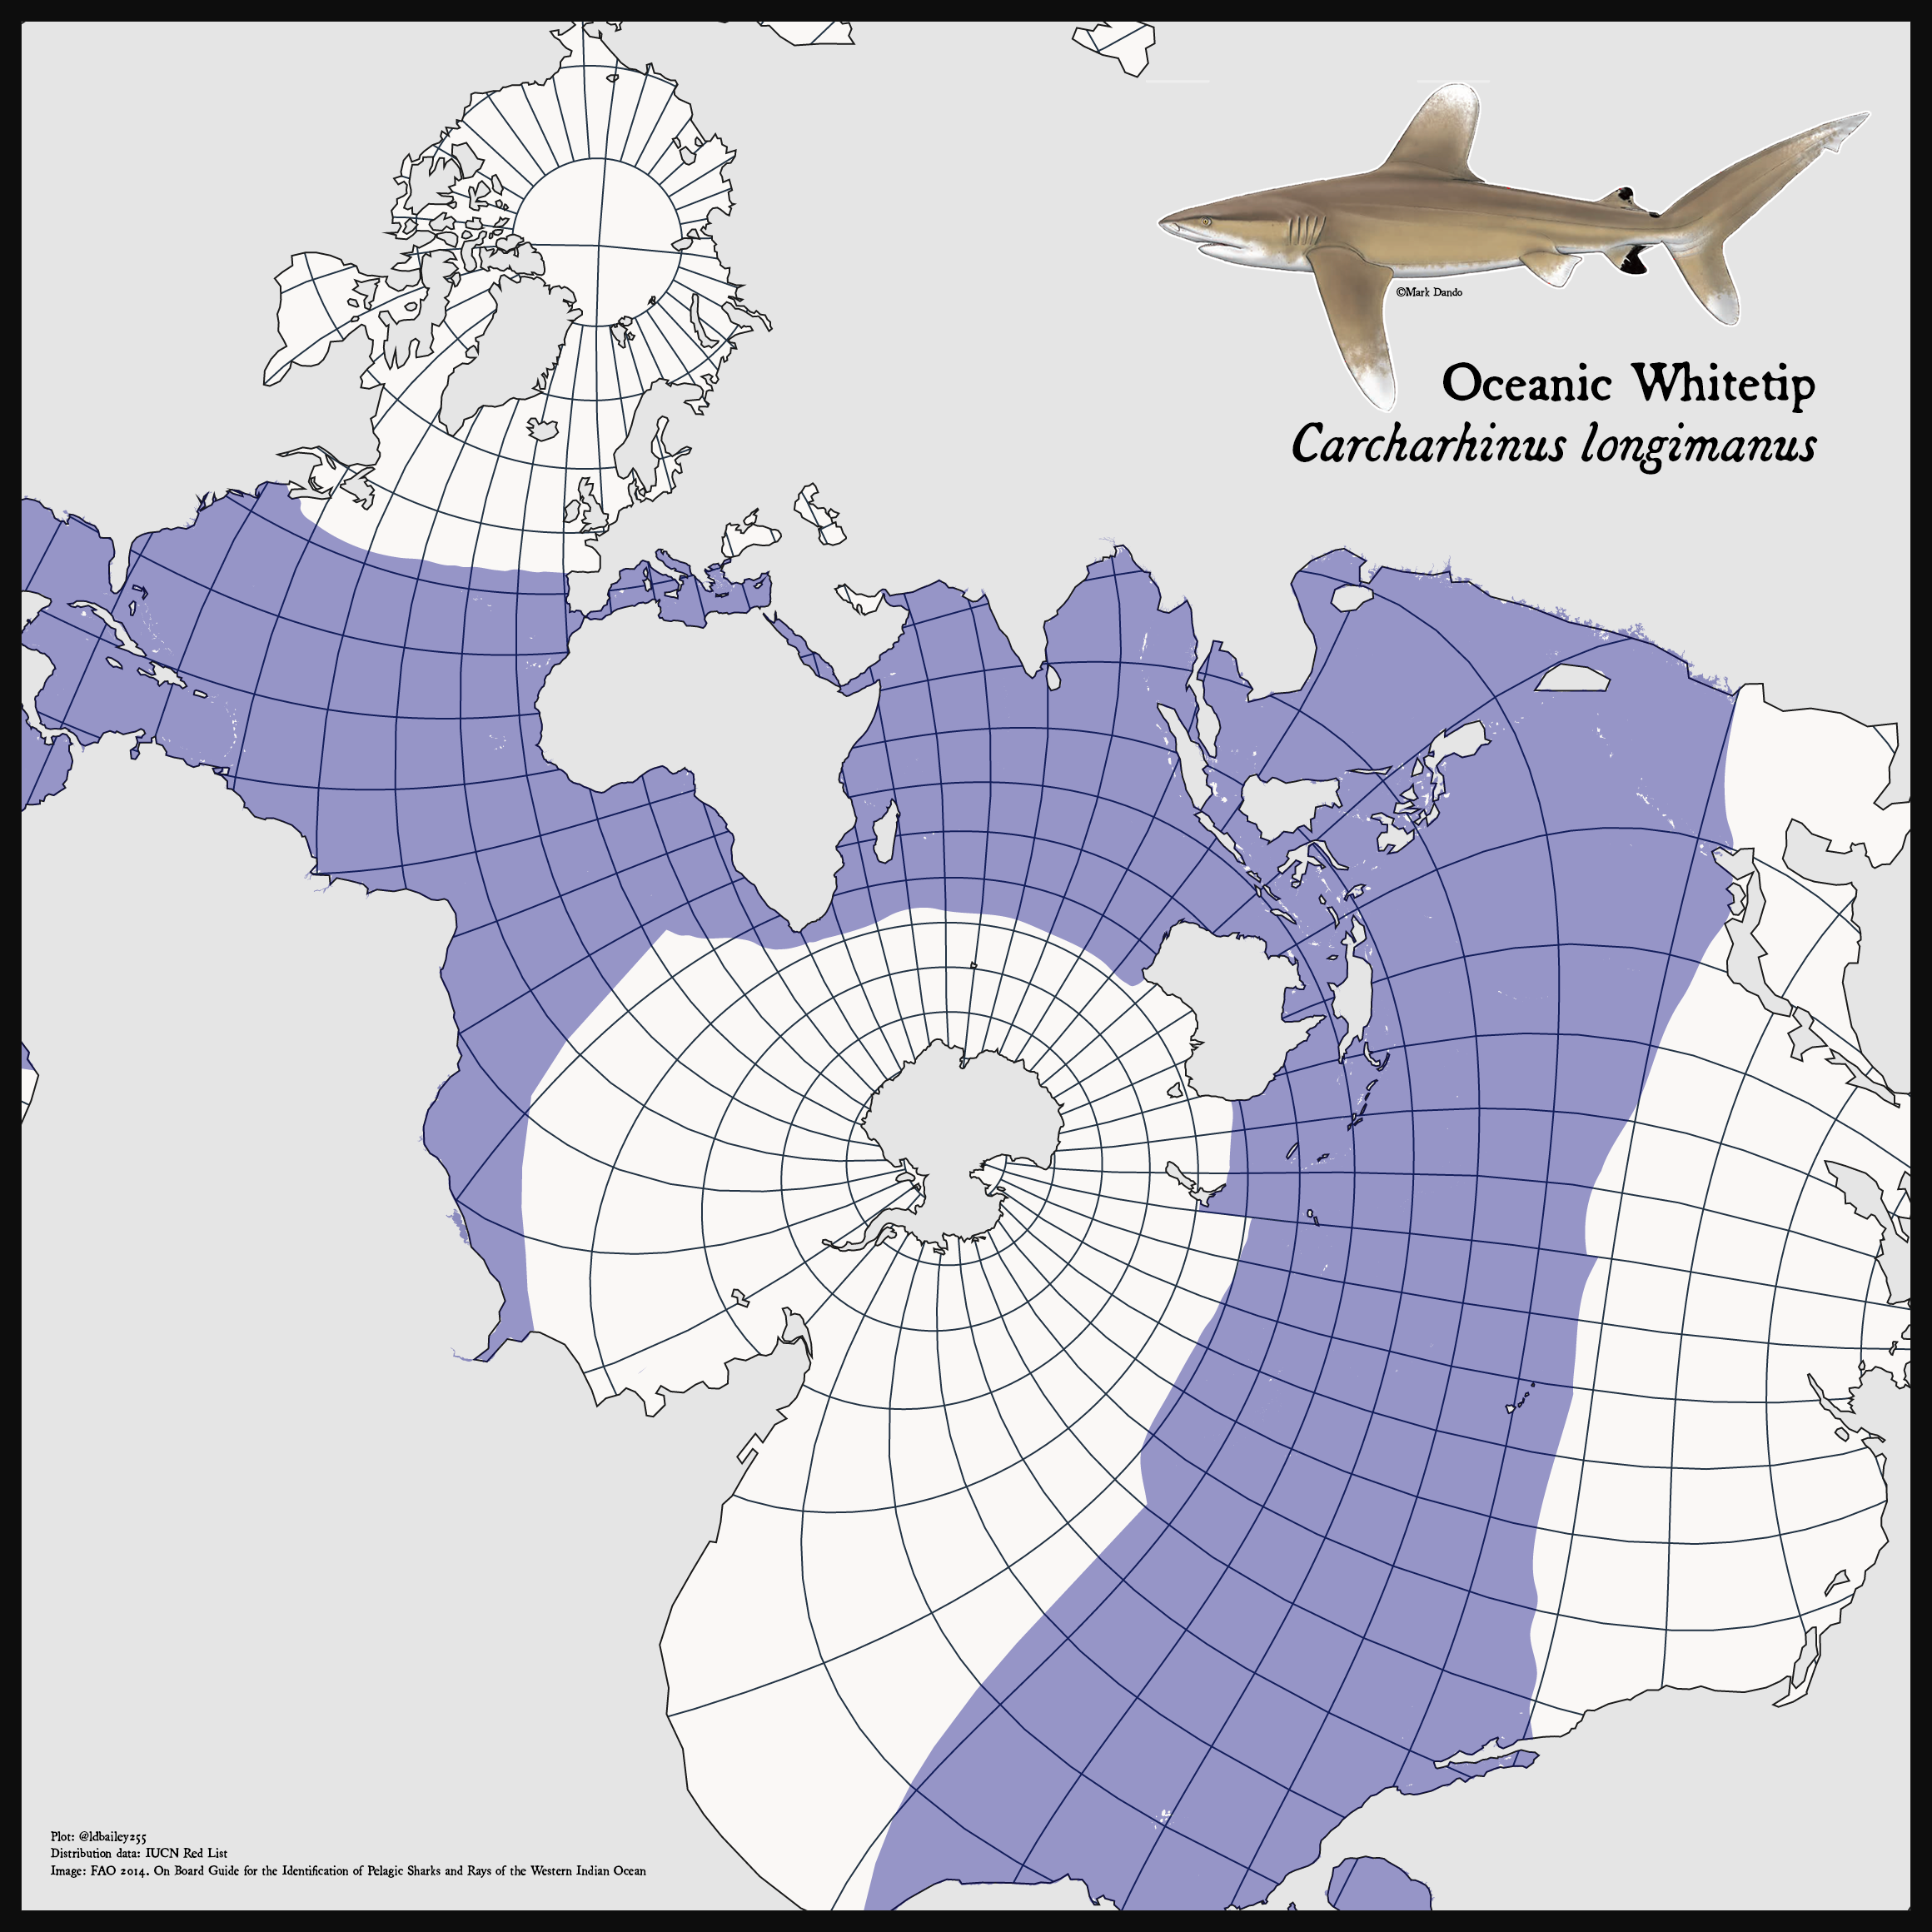 ©Mark Dando
Oceanic Whitetip
Carcharhinus longimanus
Plot: @ldbailey255
Distribution data: IUCN Red List
Image: FAO 2014. On Board Guide for the Identification of Pelagic Sharks and Rays of the Western Indian Ocean